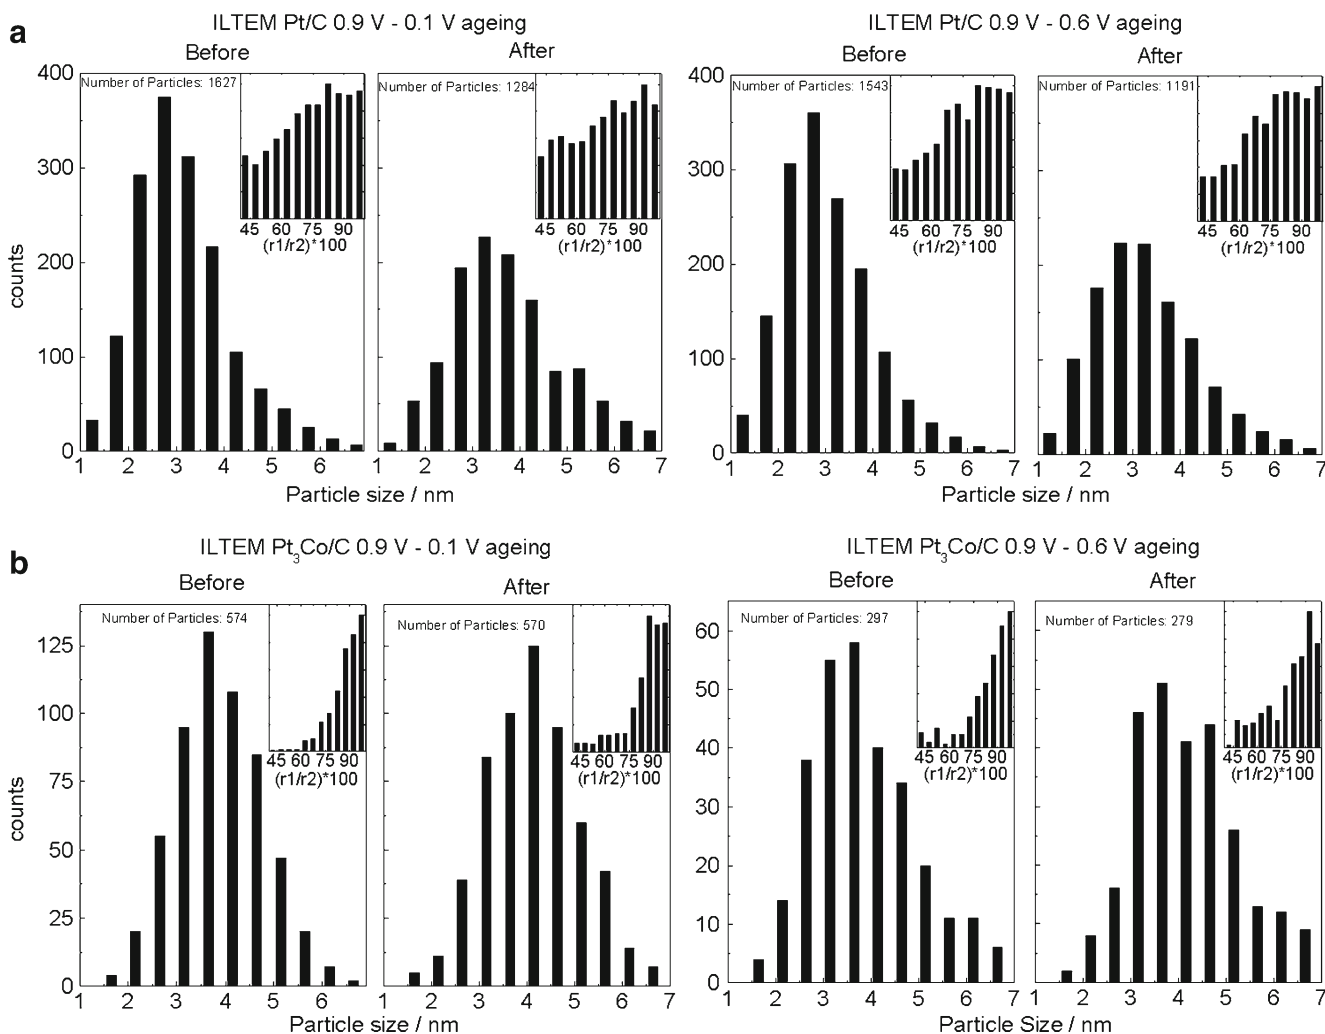 a
ILTEM Pt/C 0.9 V - 0.1 V ageing
ILTEM Pt/C 0.9 V - 0.6 V ageing
Before
After
Before
After
400
300
200
100
0
counts
Number of Particles: 1627
45 60 75 90
(r1/r2)*100
Number of Particles: 1284
45 60 75 90
(r1/r2)*100
1 2 3 4 5 6 1 2 3 4 5 6 7
Particle size / nm
400
300
200
100
0
Number of Particles: 1543
45 60 75 90
(r1/r2)*100
Number of Particles: 1191
45 60 75 90
(r1/r2)*100
1 2 3 4 5 6 7 1 2 3 4 5 6 7
Particle size / nm
b
ILTEM Pt3Co/C 0.9 V - 0.1 V ageing
ILTEM Pt3Co/C 0.9 V - 0.6 V ageing
Before
After
Before
After
125
100
75
50
25
0
counts
Number of Particles: 574
45 60 75 90
(r1/r2)*100
Number of Particles: 570
45 60 75 90
(r1/r2)*100
1 2 3 4 5 6 1 2 3 4 5 6 7
Particle size / nm
60
50
40
30
20
10
0
Number of Particles: 297
45 60 75 90
(r1/r2)*100
Number of Particles: 279
45 60 75 90
(r1/r2)*100
1 2 3 4 5 6 7 1 2 3 4 5 6 7
Particle Size / nm